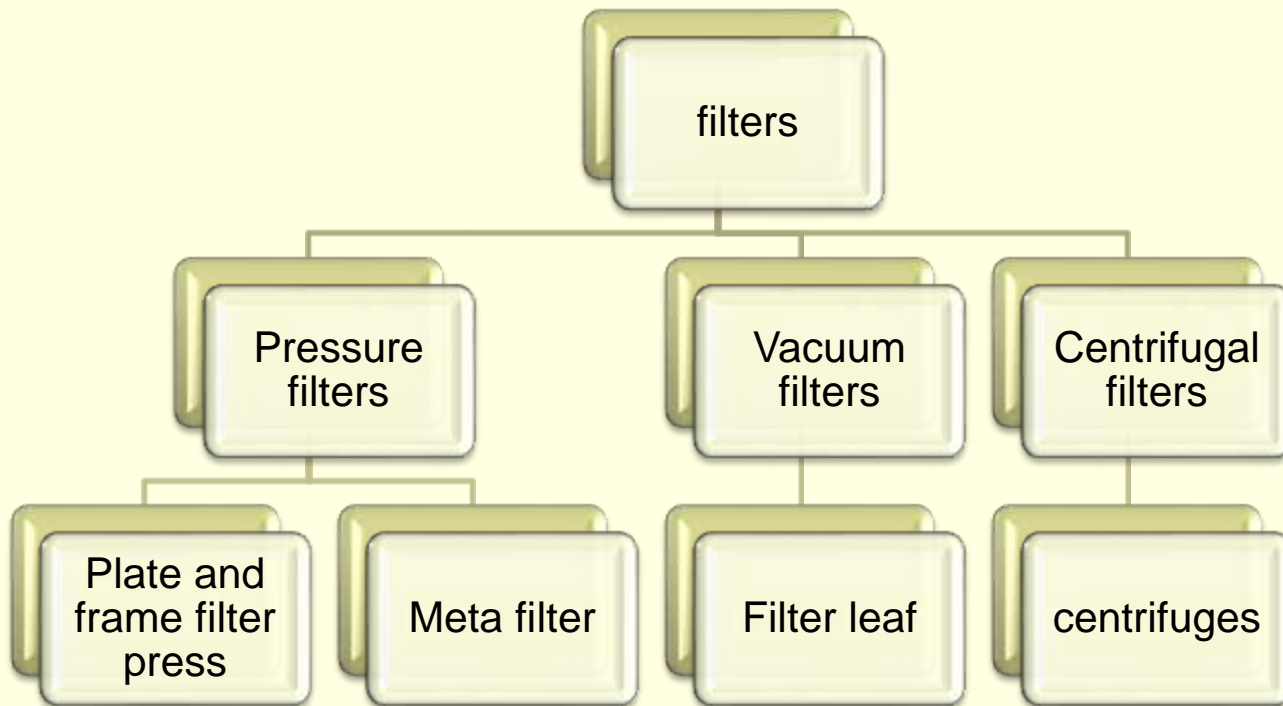 filters
Pressure
filters
Vacuum
filters
Centrifugal
filters
Plate and
frame filter
press
Meta filter
Filter leaf
centrifuges